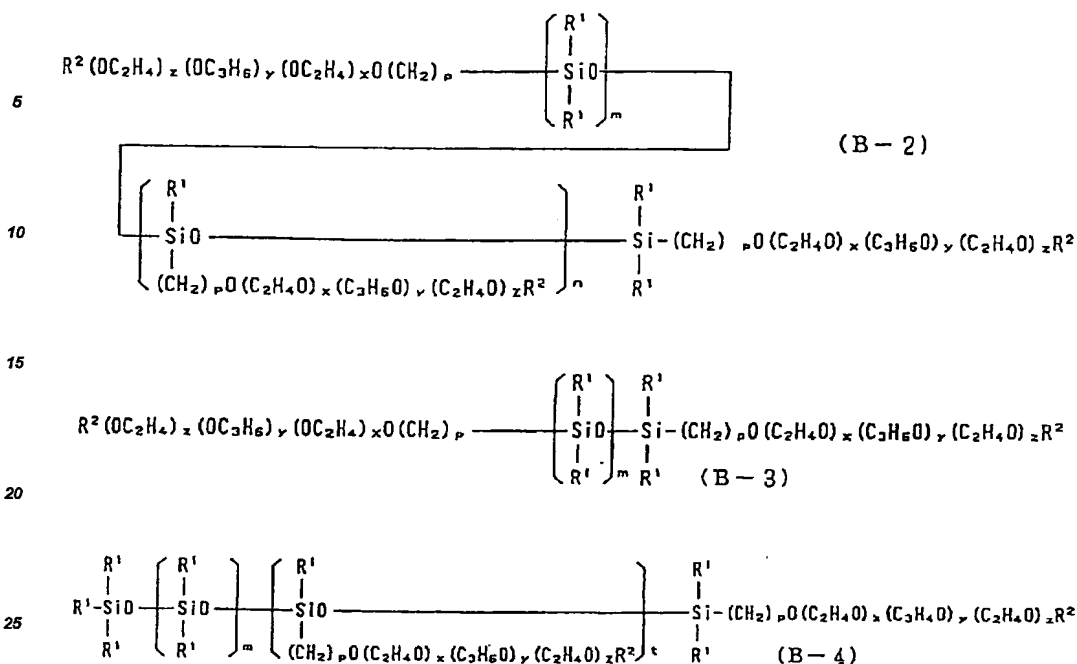 R¹
R²(OC₂H₄)z(OC₃H₆)y(OC₂H₄)xO(CH₂)p SiO
5
R¹ m
(B-2)
R¹ R¹
10
SiO Si-(CH₂) pO(C₂H₄O)x(C₃H₆O)y(C₂H₄O)zR²
(CH₂)pO(C₂H₄O)x(C₃H₆O)y(C₂H₄O)zR² n R¹
15
R¹ R¹
R²(OC₂H₄)z(OC₃H₆)y(OC₂H₄)xO(CH₂)p SiO Si-(CH₂)pO(C₂H₄O)x(C₃H₆O)y(C₂H₄O)zR²
R¹ m R¹ (B-3)
20
R¹ R¹ R¹ R¹
R¹-SiO SiO SiO Si-(CH₂)pO(C₂H₄O)x(C₃H₄O)y(C₂H₄O)zR²
25
R¹ R¹ m (CH₂)pO(C₂H₄O)x(C₃H₆O)y(C₂H₄O)zR² t R¹ (B-4)